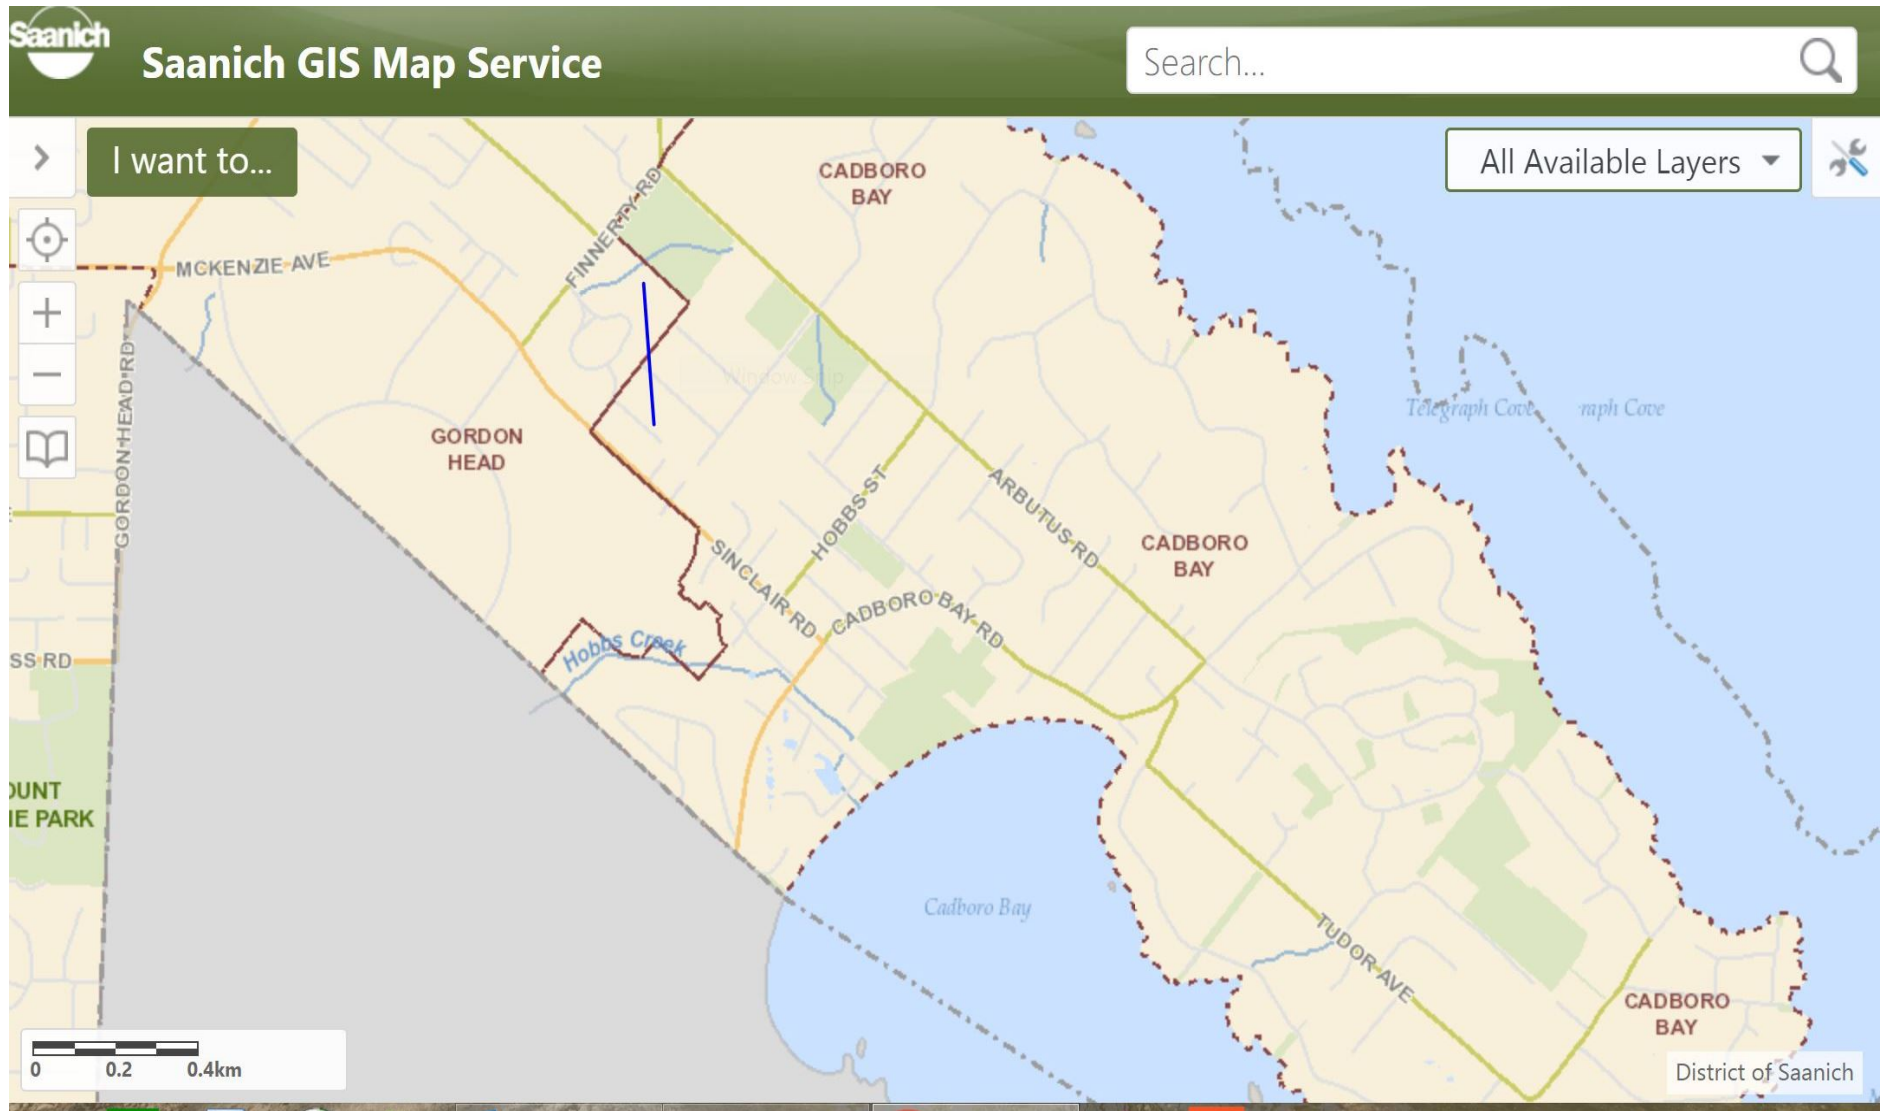 Saanich
Saanich GIS Map Service
Search...
I want to...
All Available Layers
CADBORO
BAY
FINNERTY RD
MCKENZIE AVE
GORDON HEAD RD
Window Snip
Telegraph Cove
raph Cove
GORDON
HEAD
HOBBS ST
ARBUTUS RD
CADBORO
BAY
SINCLAIR RD
CADBORO BAY RD
Hobbs Creek
SS RD
OUNT
IE PARK
Cadboro Bay
TUDOR AVE
CADBORO
BAY
0 0.2 0.4km
District of Saanich